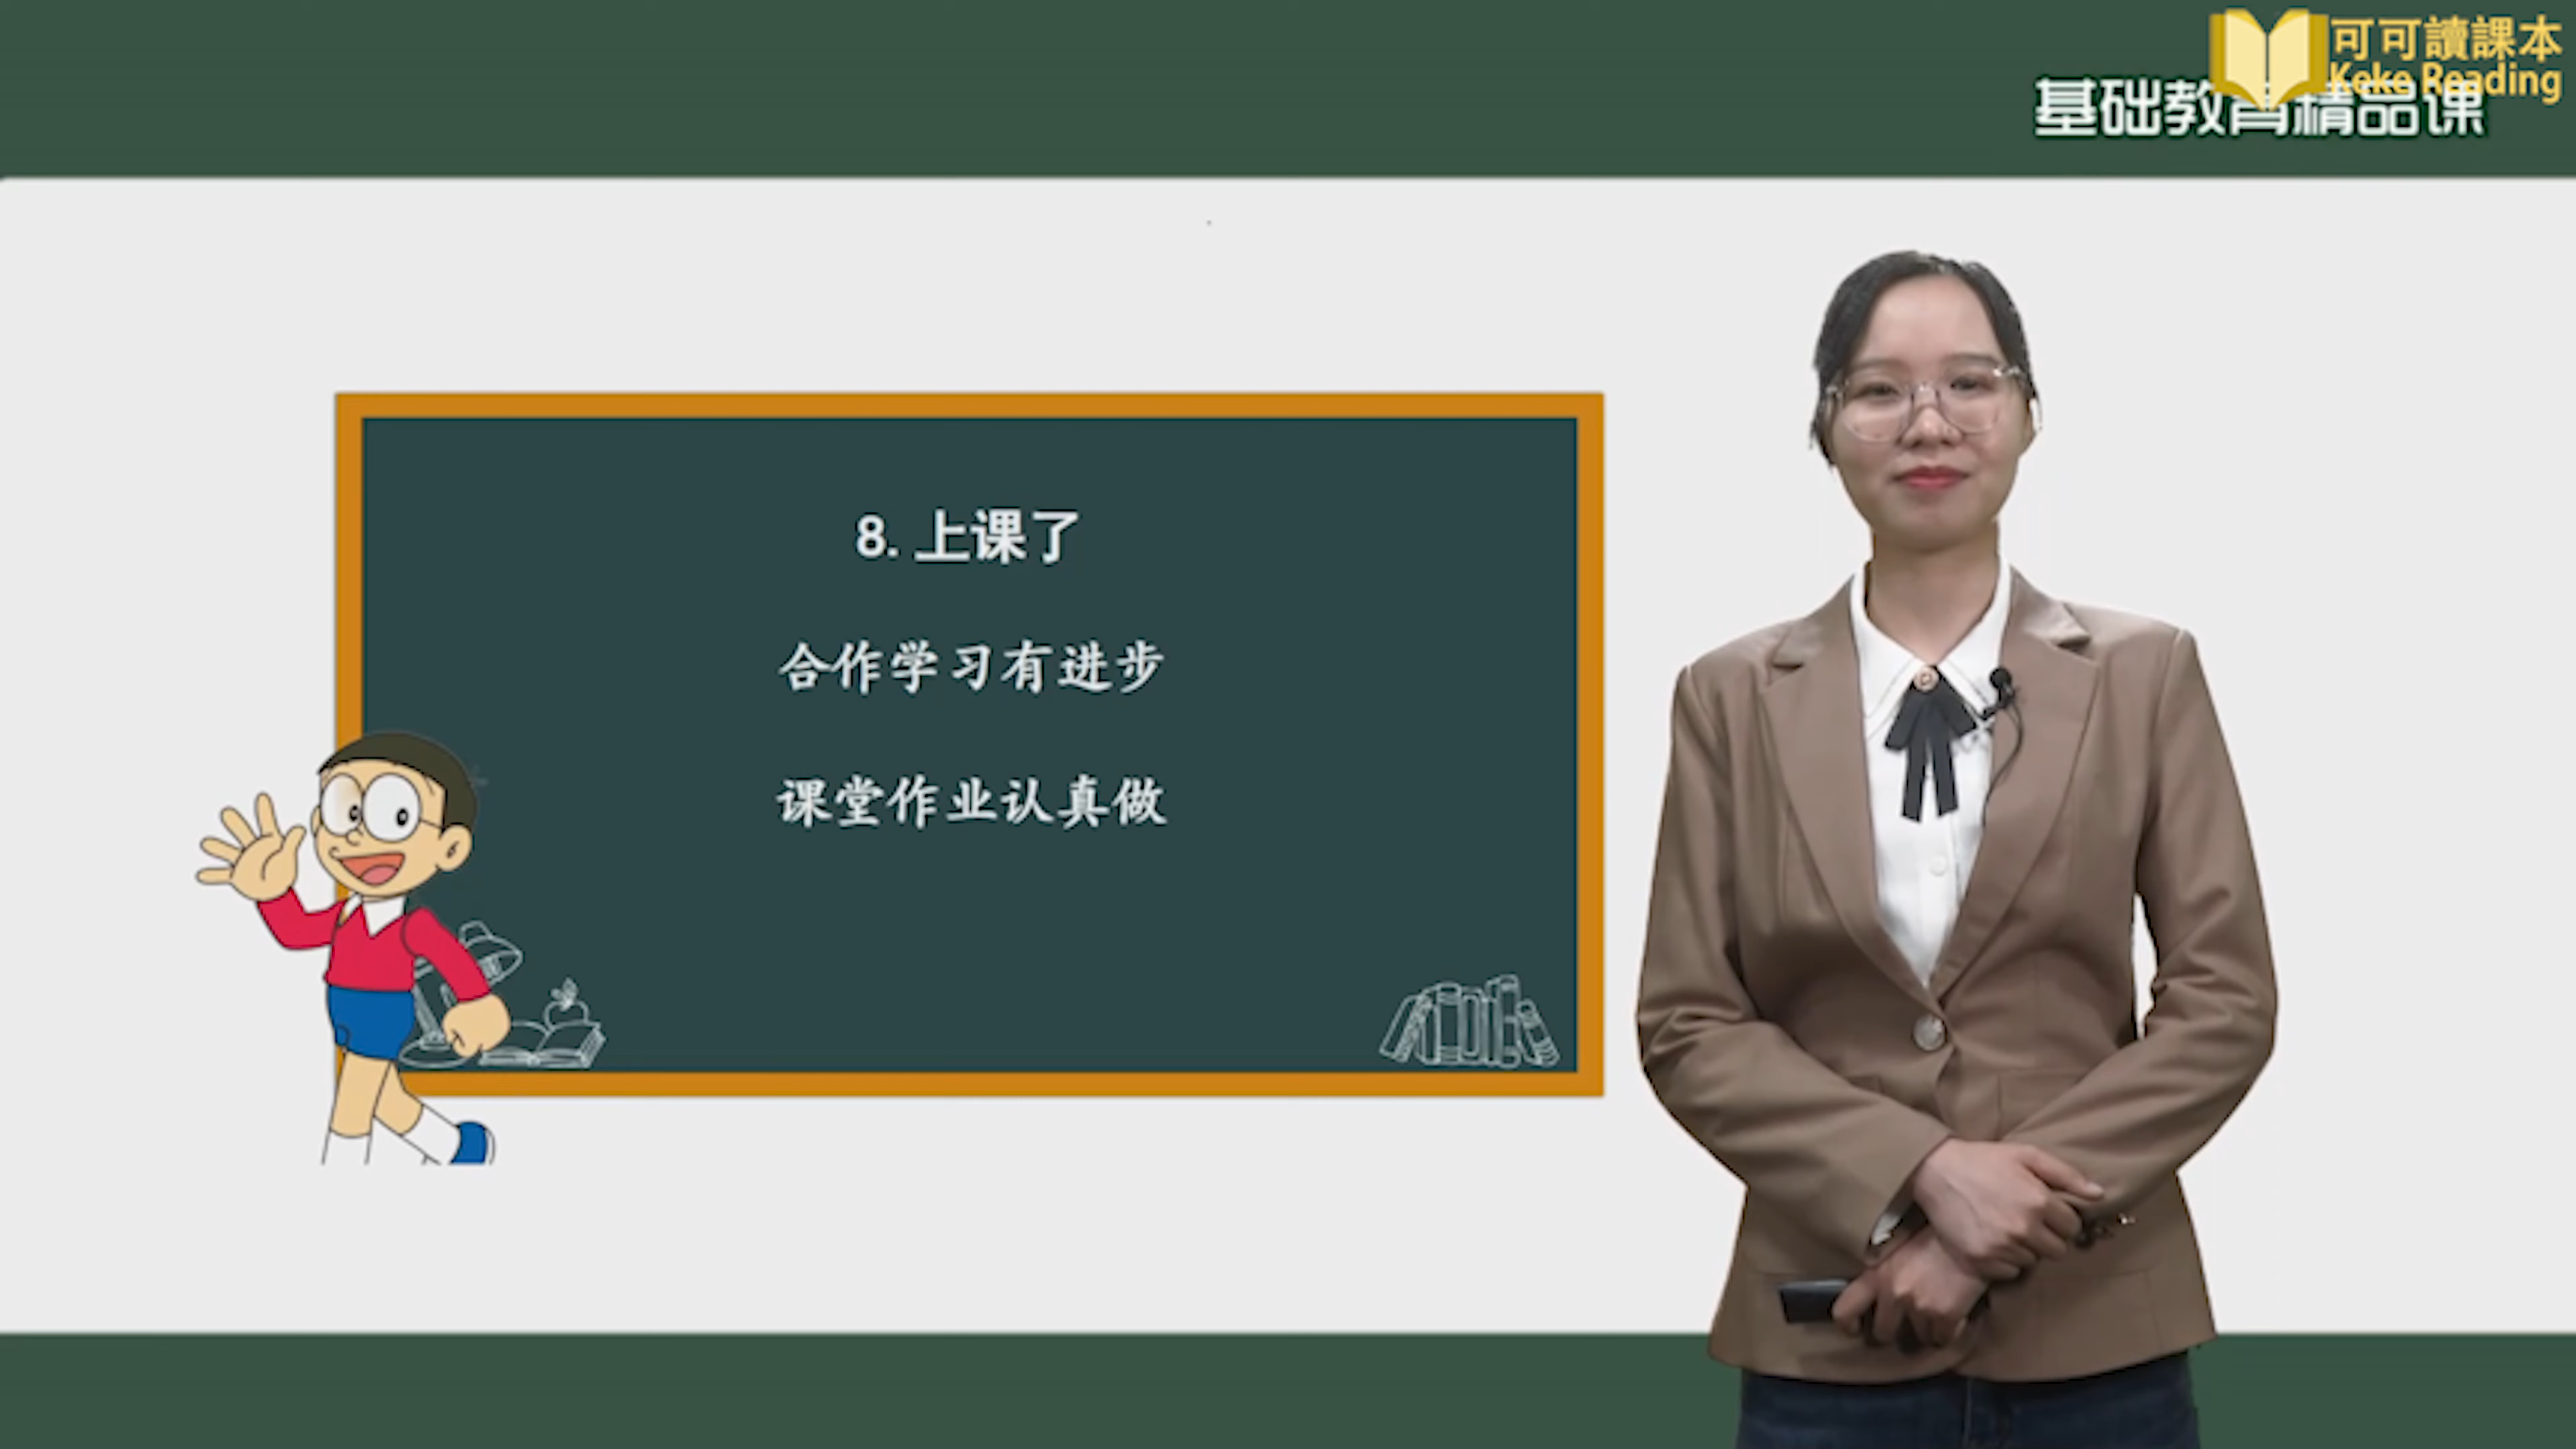 可可讀課本
Keke Reading
基础教育精品课
8. 上课了
合作学习有进步
课堂作业认真做